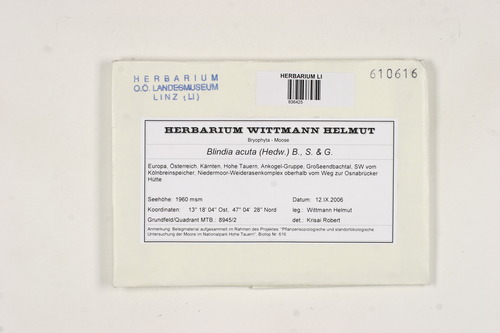 HERBARIUM
O.Ö. LANDESMUSEUM
LINZ (LI)
HERBARIUM LI
836425
610616
HERBARIUM WITTMANN HELMUT
Bryophyta - Moose
Blindia acuta (Hedw.) B., S. & G.
Europa, Österreich, Kärnten, Hohe Tauern, Ankogel-Gruppe, Großelendbachtal, SW vom
Kölnbreinspeicher; Niedermoor-Weiderasenkomplex oberhalb vom Weg zur Osnabrücker
Hütte
Seehöhe: 1960 msm
Datum: 12.IX.2006
Koordinaten: 13° 18' 04'' Ost, 47° 04' 28'' Nord
leg.: Wittmann Helmut
Grundfeld/Quadrant MTB.: 8945/2
det.: Krisai Robert
Anmerkung: Belegmaterial aufgesammelt im Rahmen des Projektes: "Pflanzensoziologische und standortökologische
Untersuchung der Moore im Nationalpark Hohe Tauern"; Biotop Nr. 616